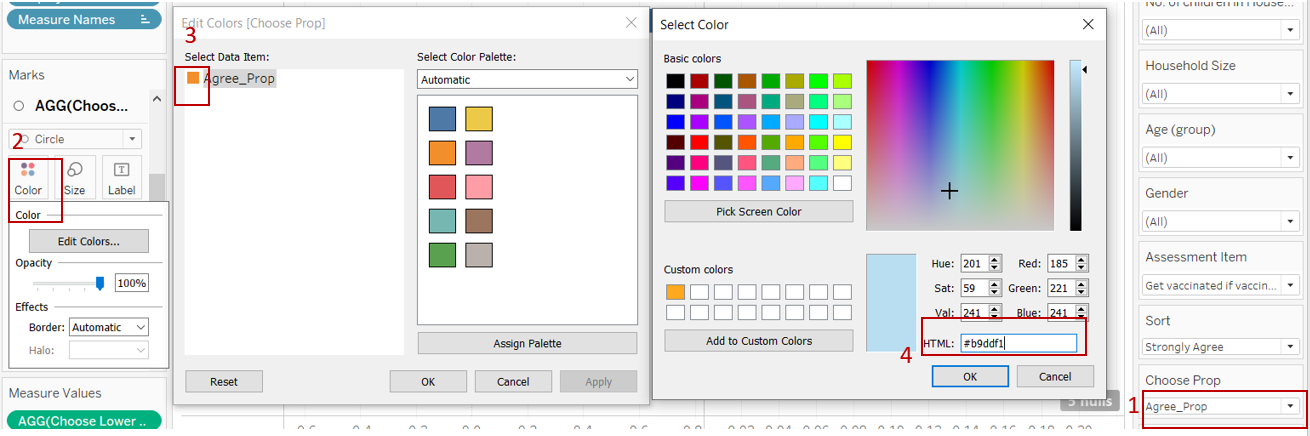 Measure Names
Marks
AGG(Choos...
Circle
2
Color
Size
Label
Color
Edit Colors...
Opacity
100%
Effects
Border:
Automatic
Halo:
Measure Values
AGG(Choose Lower ..
Edit Colors [Choose Prop]
3
Select Data Item:
Agree_Prop
Select Color Palette:
Automatic
Assign Palette
Reset
OK
Cancel
Apply
Select Color
Basic colors
Pick Screen Color
Custom colors
Add to Custom Colors
Hue: 201
Red: 185
Sat: 59
Green: 221
Val: 241
Blue: 241
HTML: #b9ddf1
4
OK
Cancel
5 nulls
No. of children in House...
(All)
Household Size
(All)
Age (group)
(All)
Gender
(All)
Assessment Item
Get vaccinated if vaccin...
Sort
Strongly Agree
Choose Prop
1
Agree_Prop